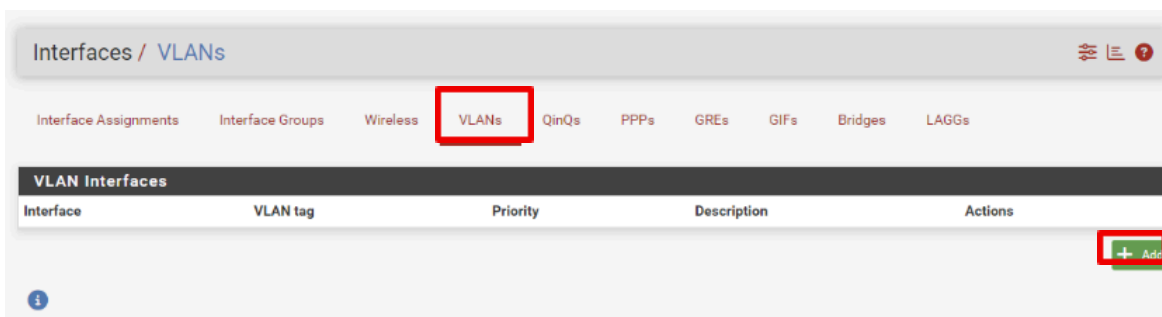 Interfaces / VLANs
Interface Assignments Interface Groups Wireless VLANs QinQs PPPs GREs GIFs Bridges LAGGs
VLAN Interfaces
Interface VLAN tag Priority Description Actions
+ Add